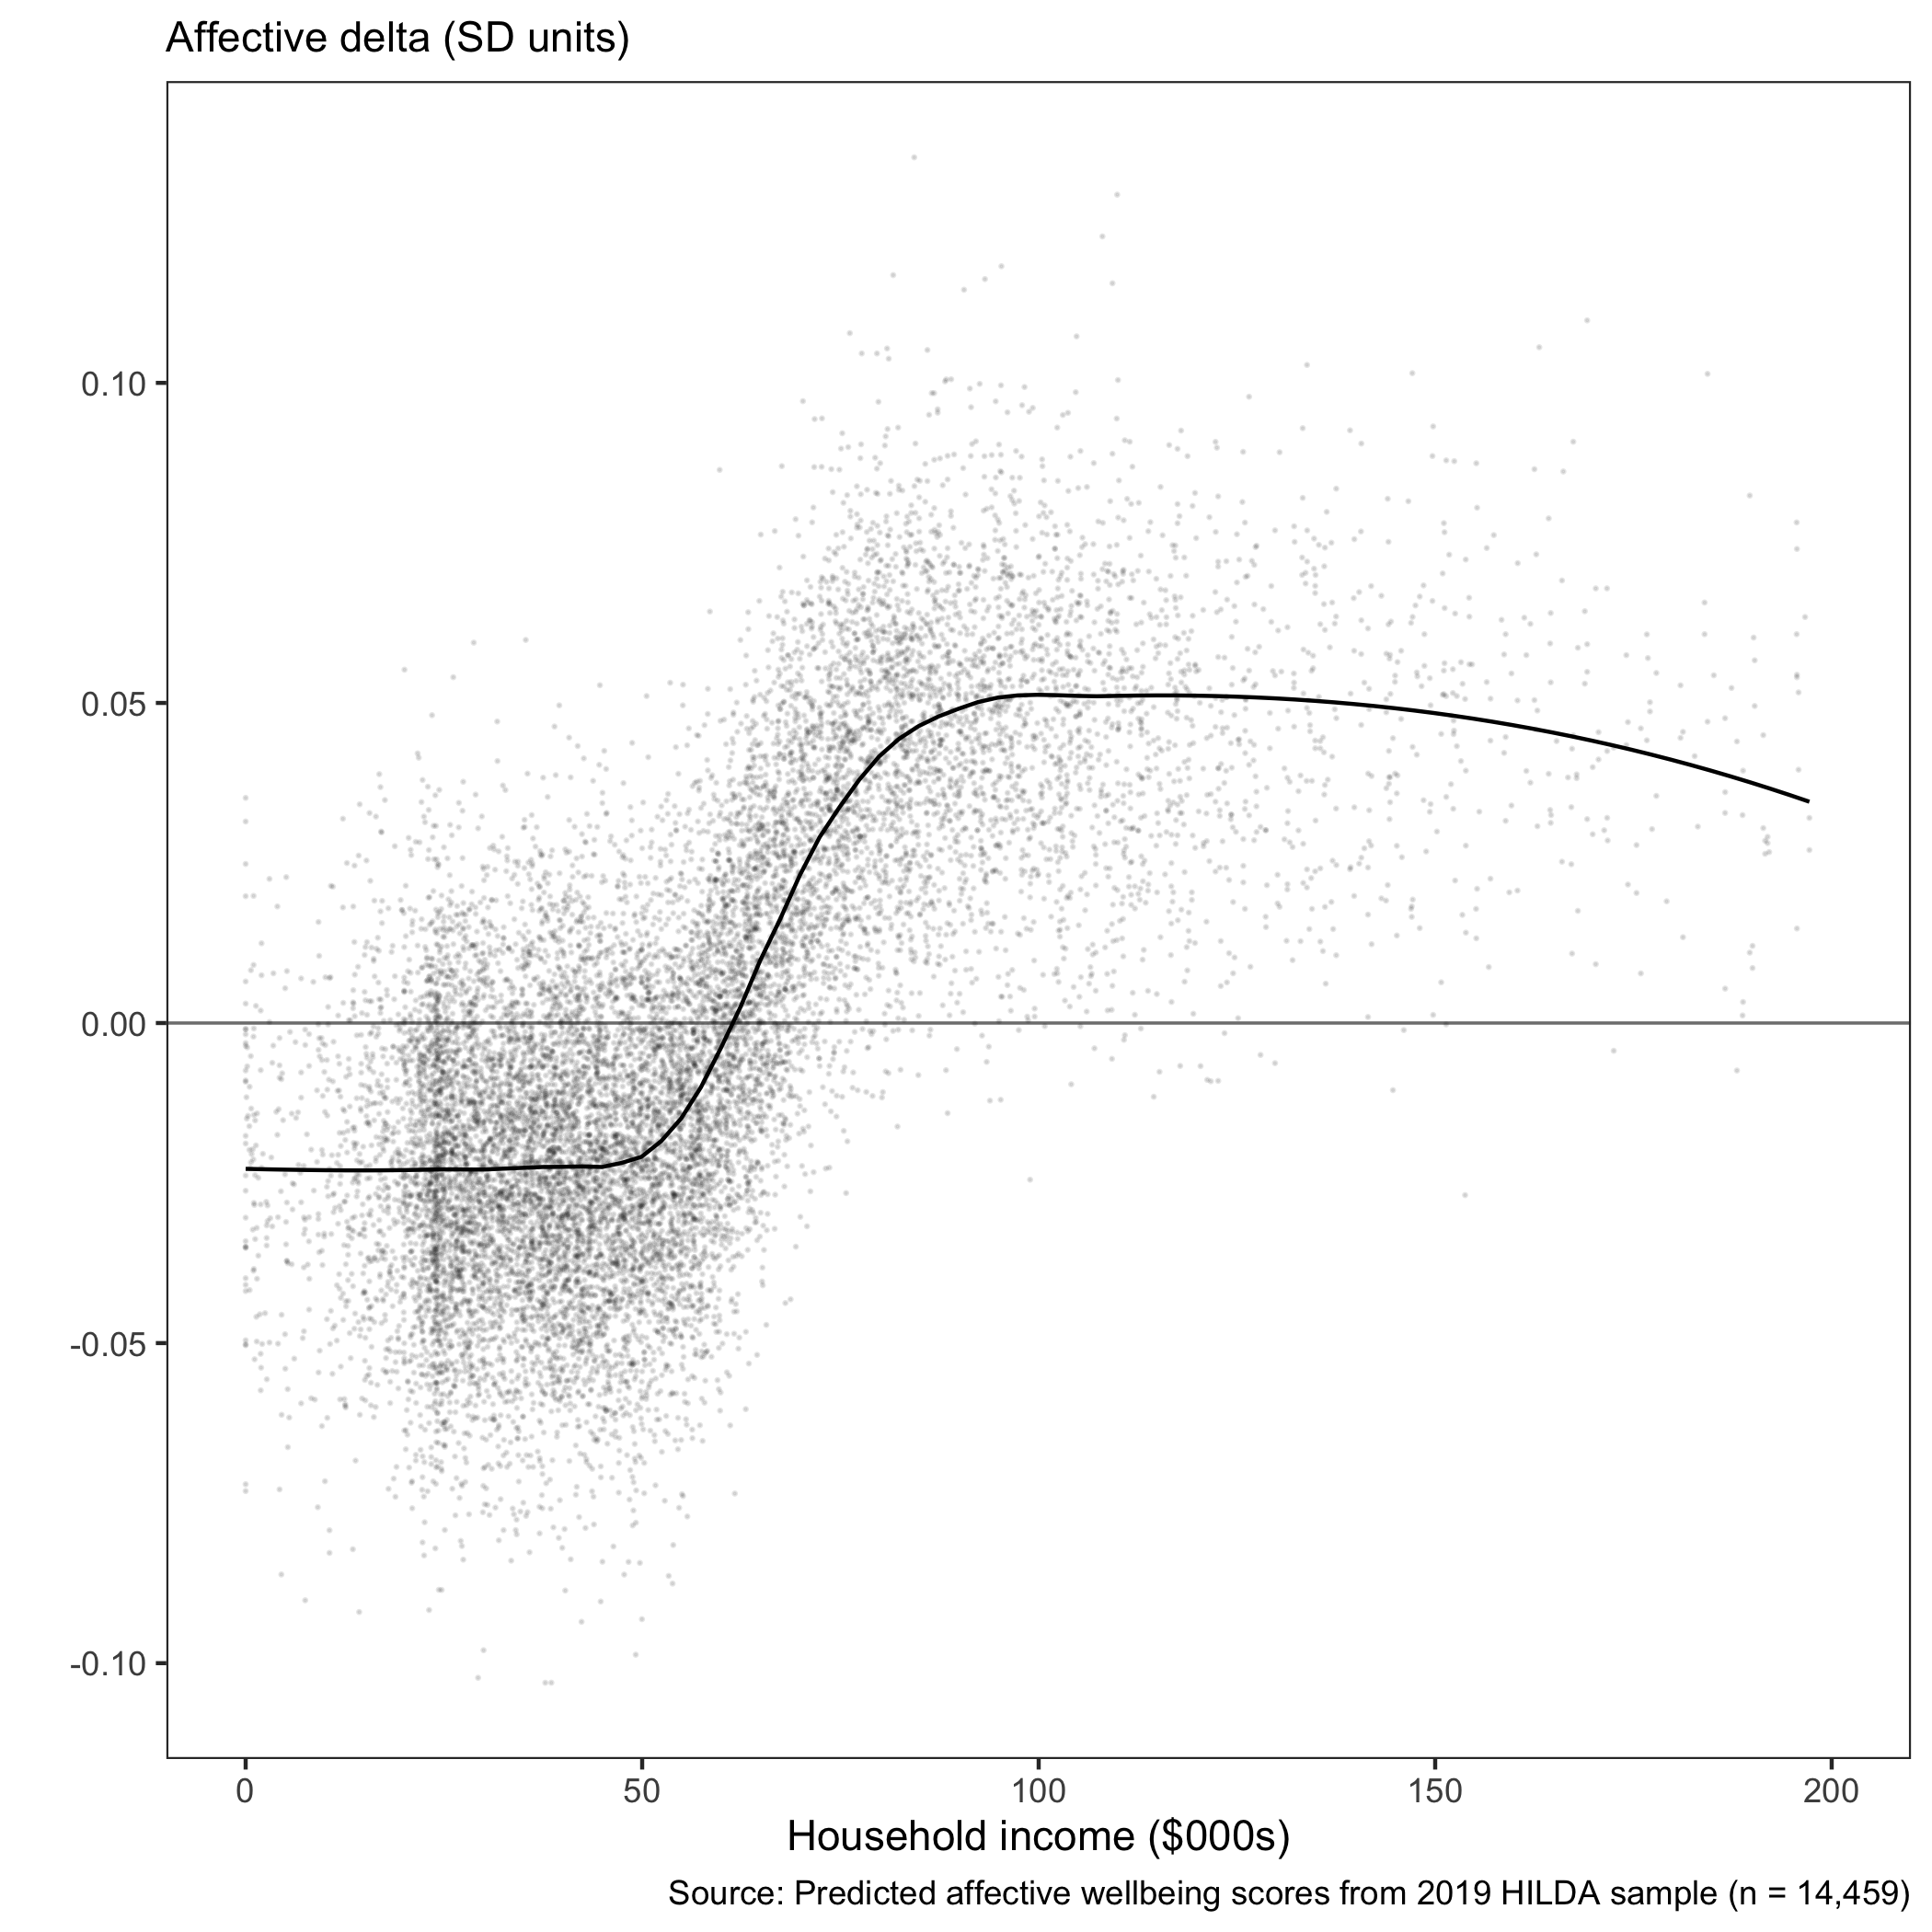 Affective delta (SD units)
0.10
0.05
0.00
-0.05
-0.10
0 50 100 150 200
Household income ($000s)
Source: Predicted affective wellbeing scores from 2019 HILDA sample (n = 14,459)